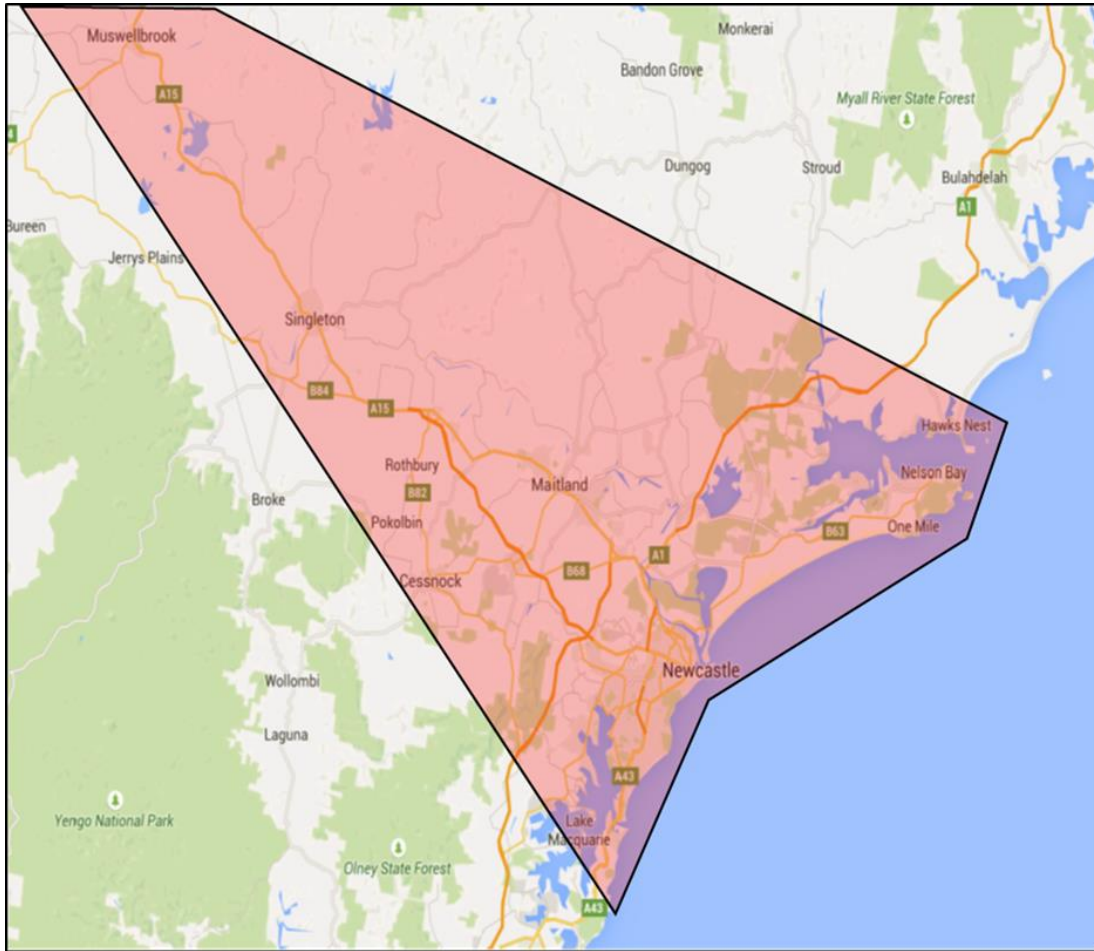 Muswellbrook
Monkerai
Bandon Grove
A15
Myall River State Forest
4
Dungog
Stroud
Bulahdelah
A1
Bureen
Jerrys Plains
Singleton
B84
A15
Hawks Nest
Rothbury
Nelson Bay
Maitland
B82
Broke
Pokolbin
One Mile
B63
A1
Cessnock
B68
Newcastle
Wollombi
Laguna
A43
Yengo National Park
Lake
Macquarie
Olney State Forest
A43